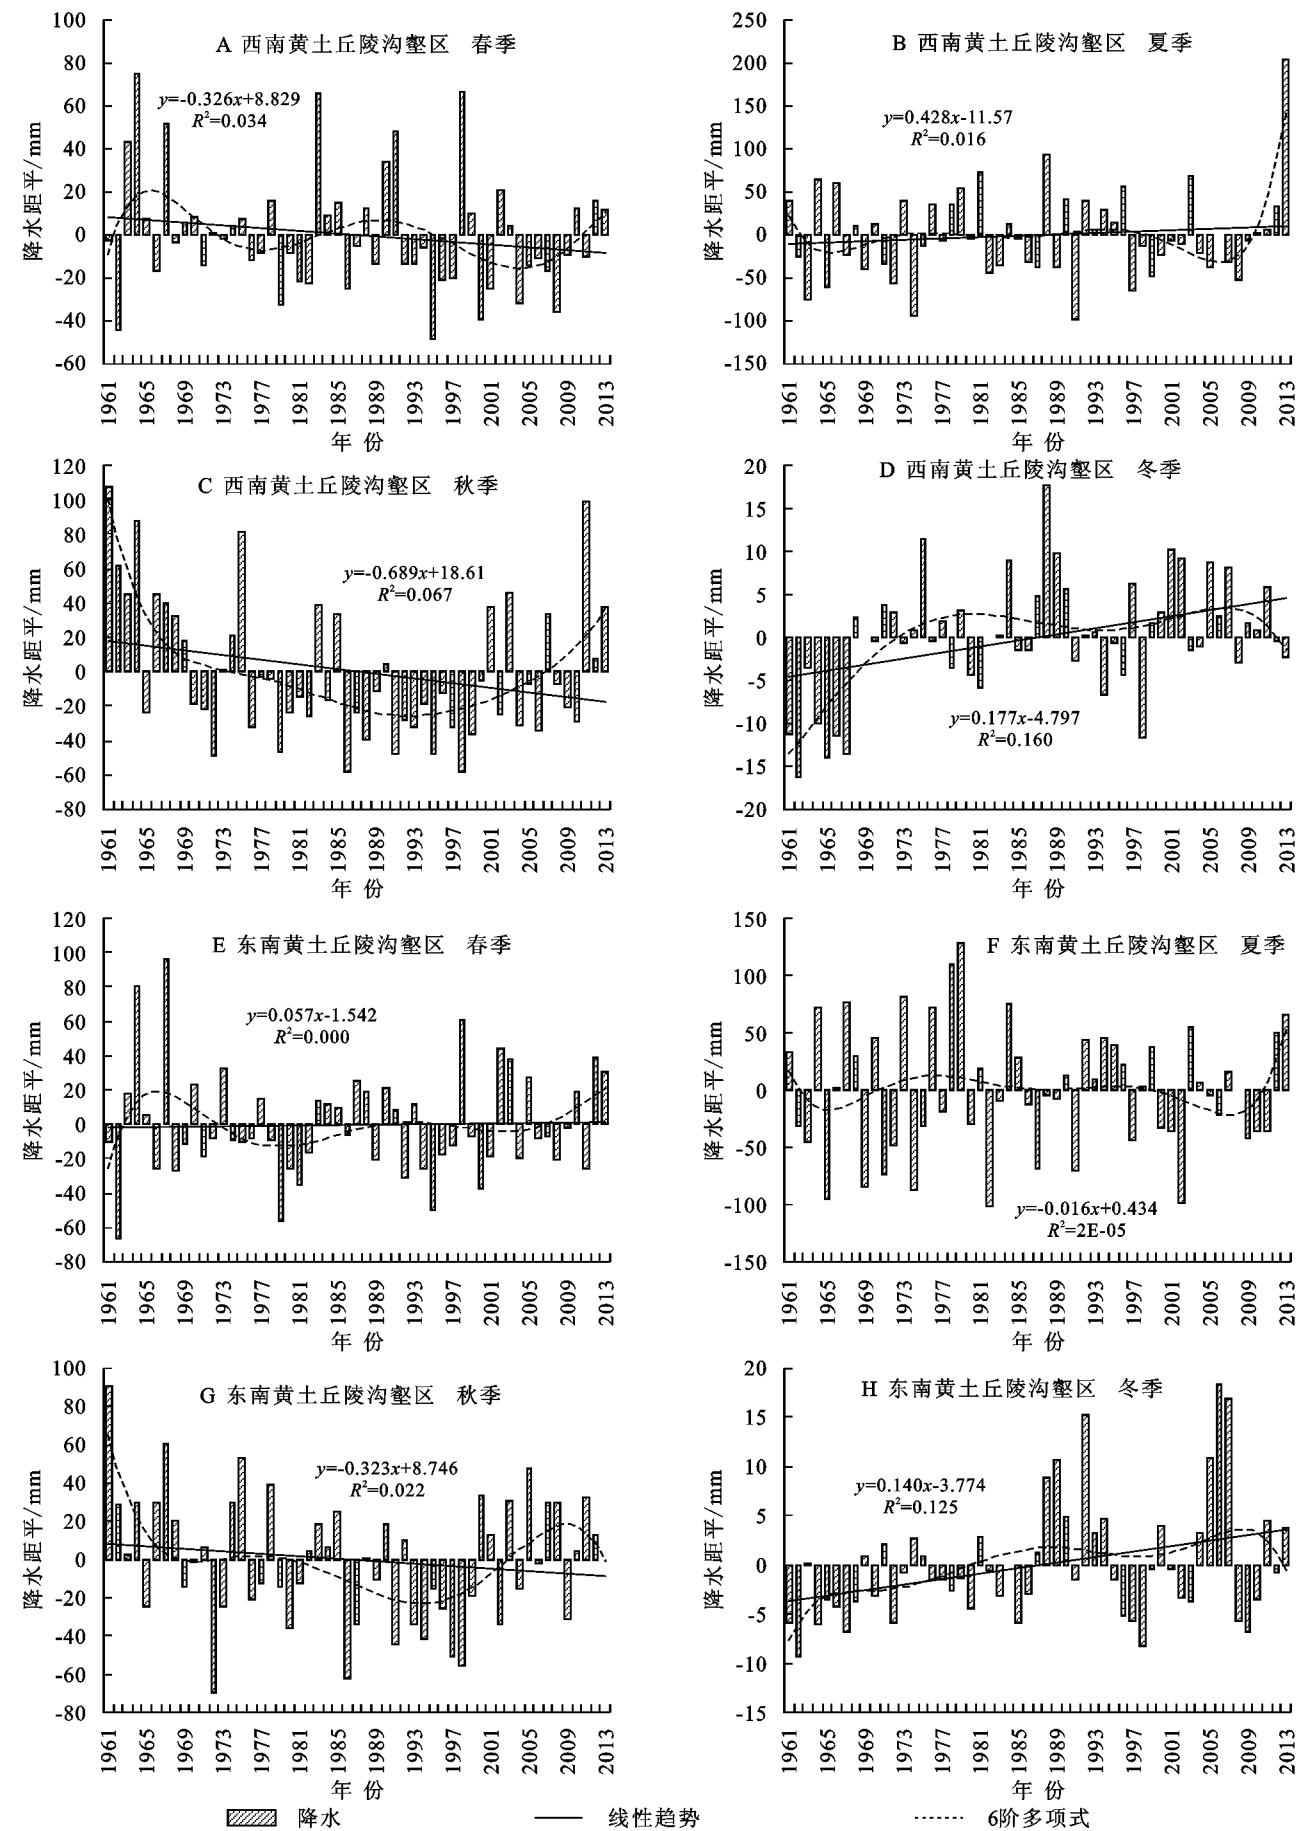 A 西南黄土丘陵沟壑区 春季
y=-0.326x+8.829
R²=0.034
降水距平/mm
100
80
60
40
20
0
-20
-40
-60
1961 1965 1969 1973 1977 1981 1985 1989 1993 1997 2001 2005 2009 2013
年 份
B 西南黄土丘陵沟壑区 夏季
y=0.428x-11.57
R²=0.016
降水距平/mm
250
200
150
100
50
0
-50
-100
-150
1961 1965 1969 1973 1977 1981 1985 1989 1993 1997 2001 2005 2009 2013
年 份
C 西南黄土丘陵沟壑区 秋季
y=-0.689x+18.61
R²=0.067
降水距平/mm
120
100
80
60
40
20
0
-20
-40
-60
-80
1961 1965 1969 1973 1977 1981 1985 1989 1993 1997 2001 2005 2009 2013
年 份
D 西南黄土丘陵沟壑区 冬季
y=0.177x-4.797
R²=0.160
降水距平/mm
20
15
10
5
0
-5
-10
-15
-20
1961 1965 1969 1973 1977 1981 1985 1989 1993 1997 2001 2005 2009 2013
年 份
E 东南黄土丘陵沟壑区 春季
y=0.057x-1.542
R²=0.000
降水距平/mm
120
100
80
60
40
20
0
-20
-40
-60
-80
1961 1965 1969 1973 1977 1981 1985 1989 1993 1997 2001 2005 2009 2013
年 份
F 东南黄土丘陵沟壑区 夏季
y=-0.016x+0.434
R²=2E-05
降水距平/mm
150
100
50
0
-50
-100
-150
1961 1965 1969 1973 1977 1981 1985 1989 1993 1997 2001 2005 2009 2013
年 份
G 东南黄土丘陵沟壑区 秋季
y=-0.323x+8.746
R²=0.022
降水距平/mm
100
80
60
40
20
0
-20
-40
-60
-80
1961 1965 1969 1973 1977 1981 1985 1989 1993 1997 2001 2005 2009 2013
年 份
H 东南黄土丘陵沟壑区 冬季
y=0.140x-3.774
R²=0.125
降水距平/mm
20
15
10
5
0
-5
-10
-15
1961 1965 1969 1973 1977 1981 1985 1989 1993 1997 2001 2005 2009 2013
年 份
降水 线性趋势 6阶多项式